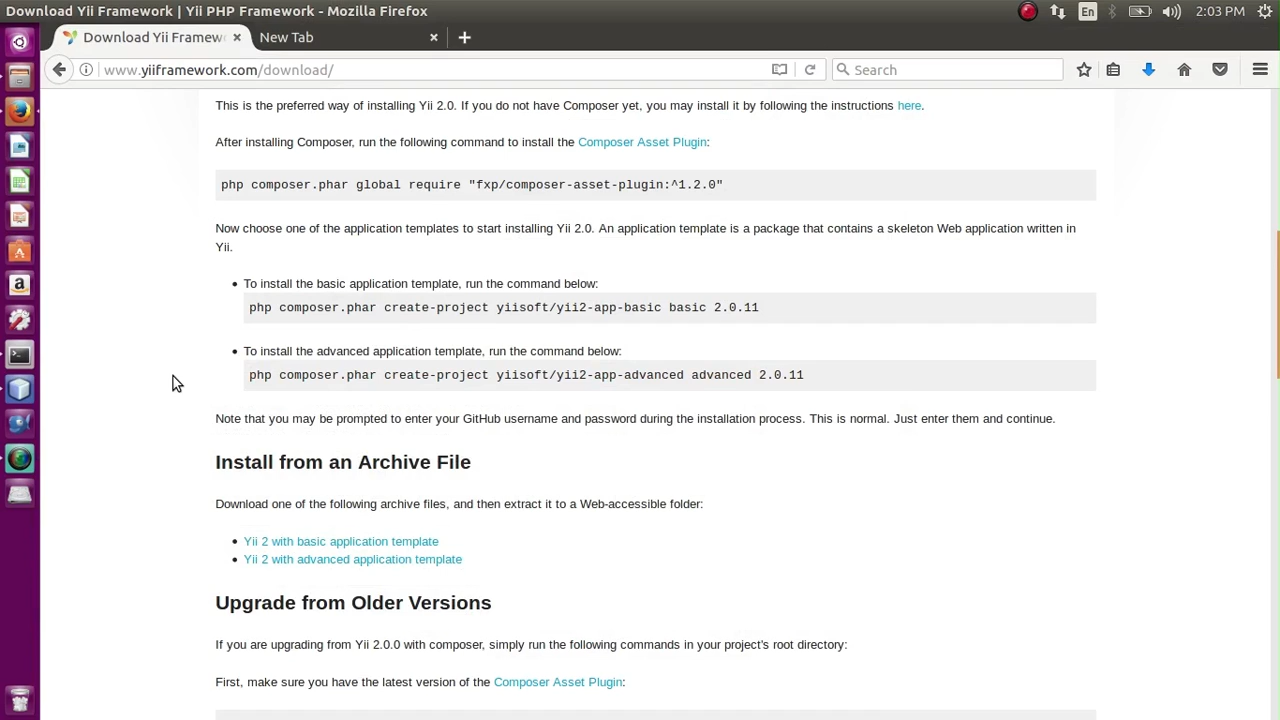 Download Yii Framework | Yii PHP Framework - Mozilla Firefox
En
2:03 PM
Download Yii Framew
New Tab
www.yiiframework.com/download/
Search
This is the preferred way of installing Yii 2.0. If you do not have Composer yet, you may install it by following the instructions here.
After installing Composer, run the following command to install the Composer Asset Plugin:
php composer.phar global require "fxp/composer-asset-plugin:^1.2.0"
Now choose one of the application templates to start installing Yii 2.0. An application template is a package that contains a skeleton Web application written in
Yii.
• To install the basic application template, run the command below:
php composer.phar create-project yiisoft/yii2-app-basic basic 2.0.11
• To install the advanced application template, run the command below:
php composer.phar create-project yiisoft/yii2-app-advanced advanced 2.0.11
Note that you may be prompted to enter your GitHub username and password during the installation process. This is normal. Just enter them and continue.
Install from an Archive File
Download one of the following archive files, and then extract it to a Web-accessible folder:
• Yii 2 with basic application template
• Yii 2 with advanced application template
Upgrade from Older Versions
If you are upgrading from Yii 2.0.0 with composer, simply run the following commands in your project's root directory:
First, make sure you have the latest version of the Composer Asset Plugin: